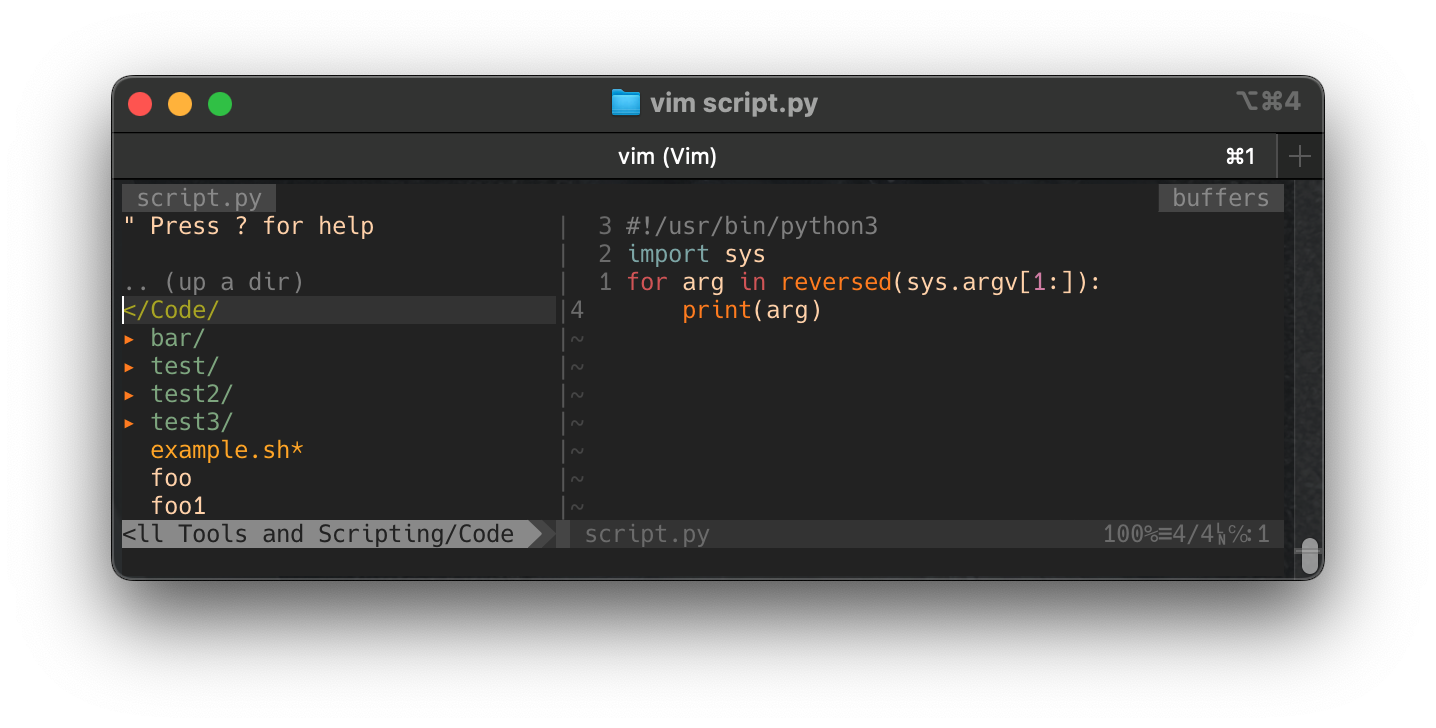 vim script.py ⌥⌘4
vim (Vim) ⌘1
script.py buffers
" Press ? for help
.. (up a dir)
</Code/
▸ bar/
▸ test/
▸ test2/
▸ test3/
example.sh*
foo
foo1
3 #!/usr/bin/python3
2 import sys
1 for arg in reversed(sys.argv[1:]):
4 print(arg)
~
~
~
~
~
~
~
<ll Tools and Scripting/Code
script.py 100%≡4/4␤℅:1